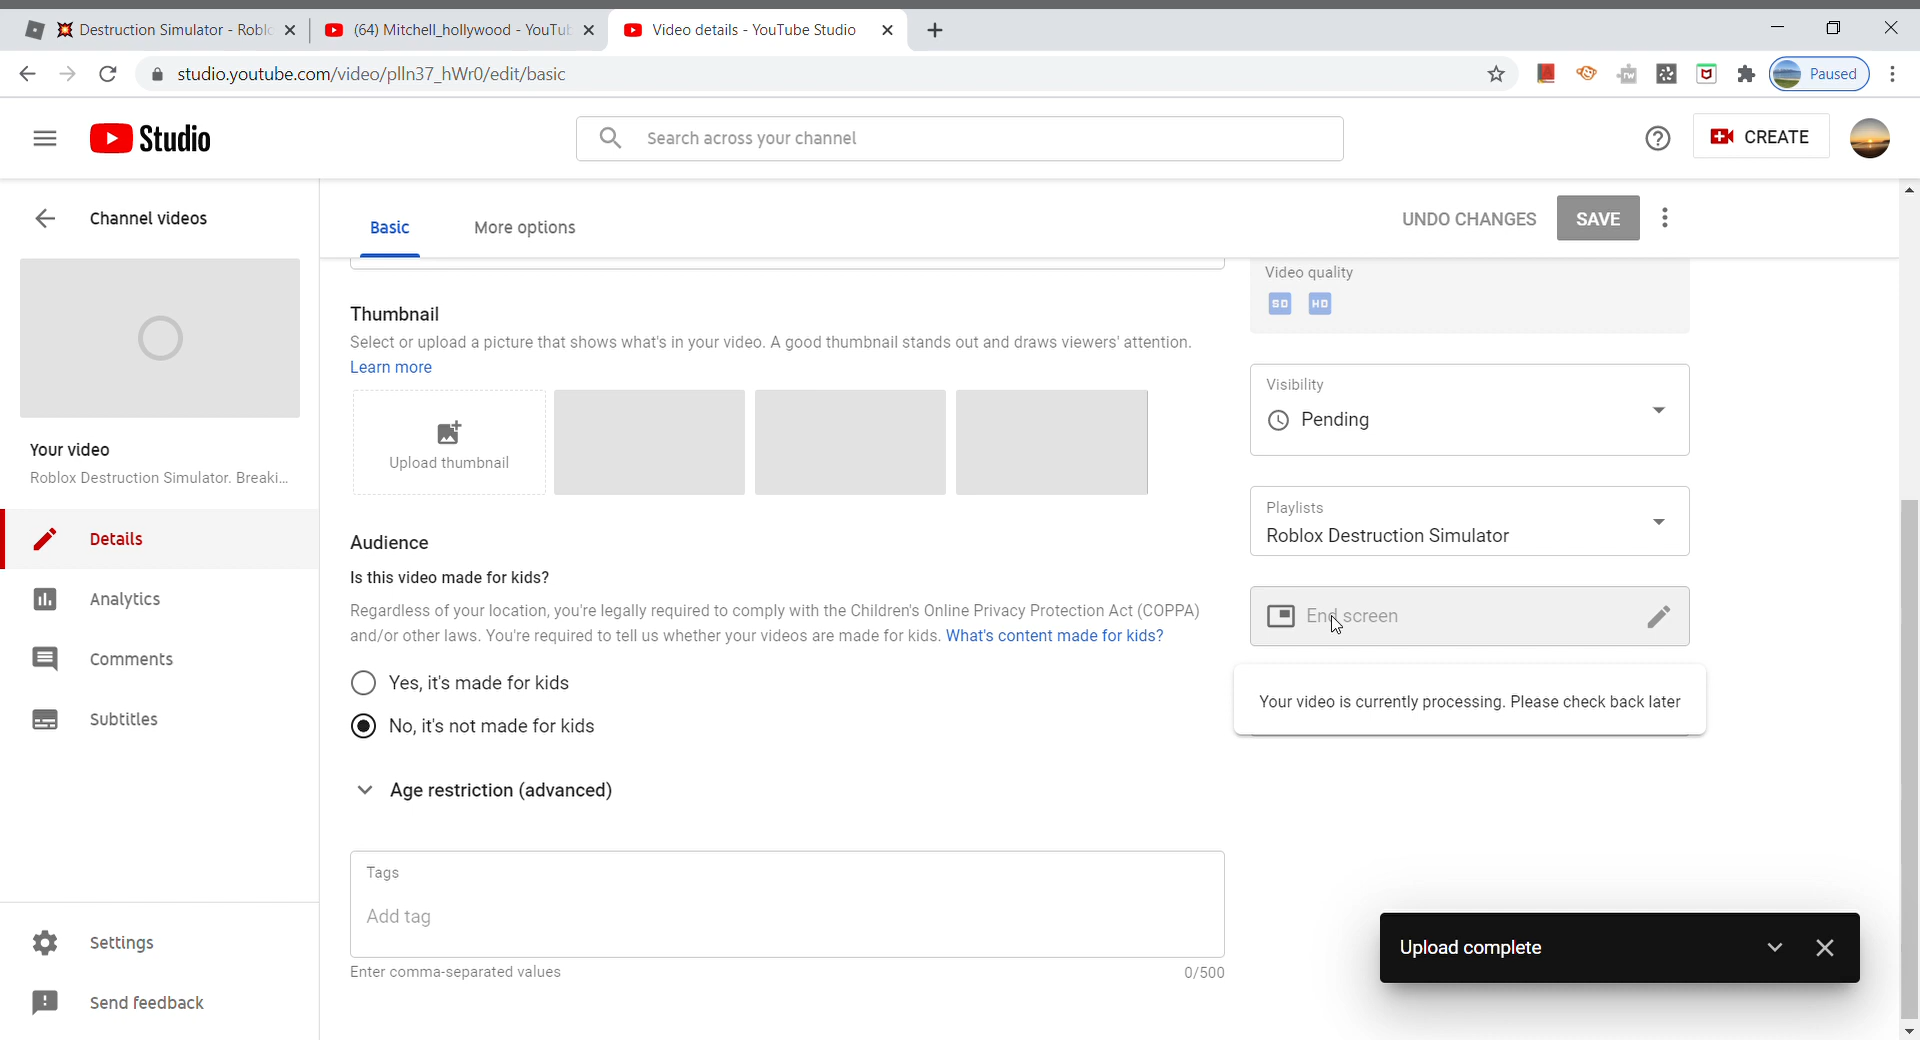 Destruction Simulator - Roblo
(64) Mitchell_hollywood - YouTub
Video details - YouTube Studio
studio.youtube.com/video/plln37_hWr0/edit/basic
Paused
Studio
Search across your channel
CREATE
Channel videos
Basic
More options
UNDO CHANGES
SAVE
Video quality
SD HD
Thumbnail
Select or upload a picture that shows what's in your video. A good thumbnail stands out and draws viewers' attention.
Learn more
Upload thumbnail
Visibility
Pending
Your video
Roblox Destruction Simulator. Breaki...
Playlists
Roblox Destruction Simulator
Details
Analytics
Comments
Subtitles
Audience
Is this video made for kids?
Regardless of your location, you're legally required to comply with the Children's Online Privacy Protection Act (COPPA)
and/or other laws. You're required to tell us whether your videos are made for kids. What's content made for kids?
Yes, it's made for kids
No, it's not made for kids
End screen
Your video is currently processing. Please check back later
Age restriction (advanced)
Tags
Add tag
Enter comma-separated values
0/500
Upload complete
Settings
Send feedback